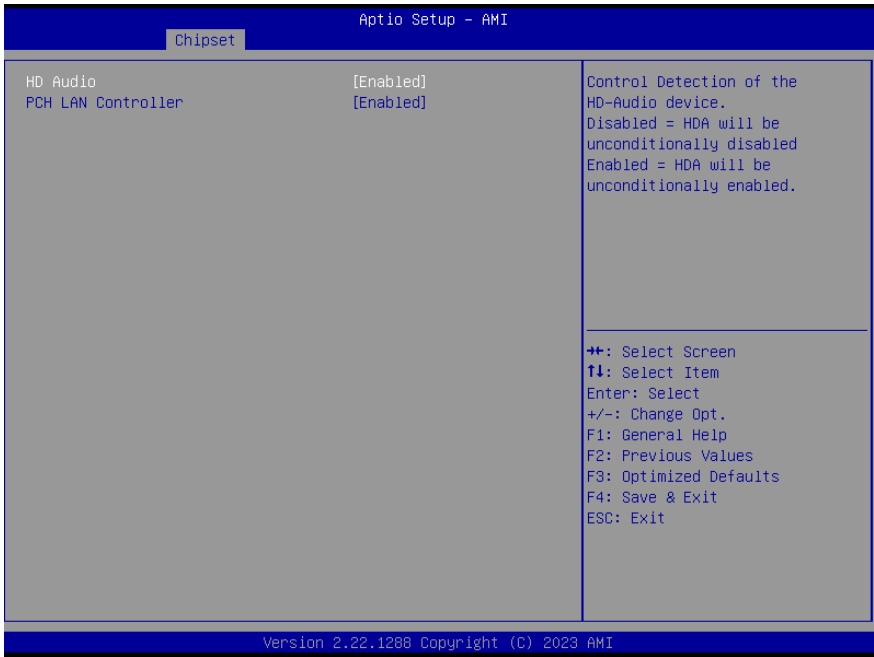 Aptio Setup – AMI
Chipset
HD Audio [Enabled]
PCH LAN Controller [Enabled]
Control Detection of the
HD-Audio device.
Disabled = HDA will be
unconditionally disabled
Enabled = HDA will be
unconditionally enabled.
→←: Select Screen
↑↓: Select Item
Enter: Select
+/-: Change Opt.
F1: General Help
F2: Previous Values
F3: Optimized Defaults
F4: Save & Exit
ESC: Exit
Version 2.22.1288 Copyright (C) 2023 AMI